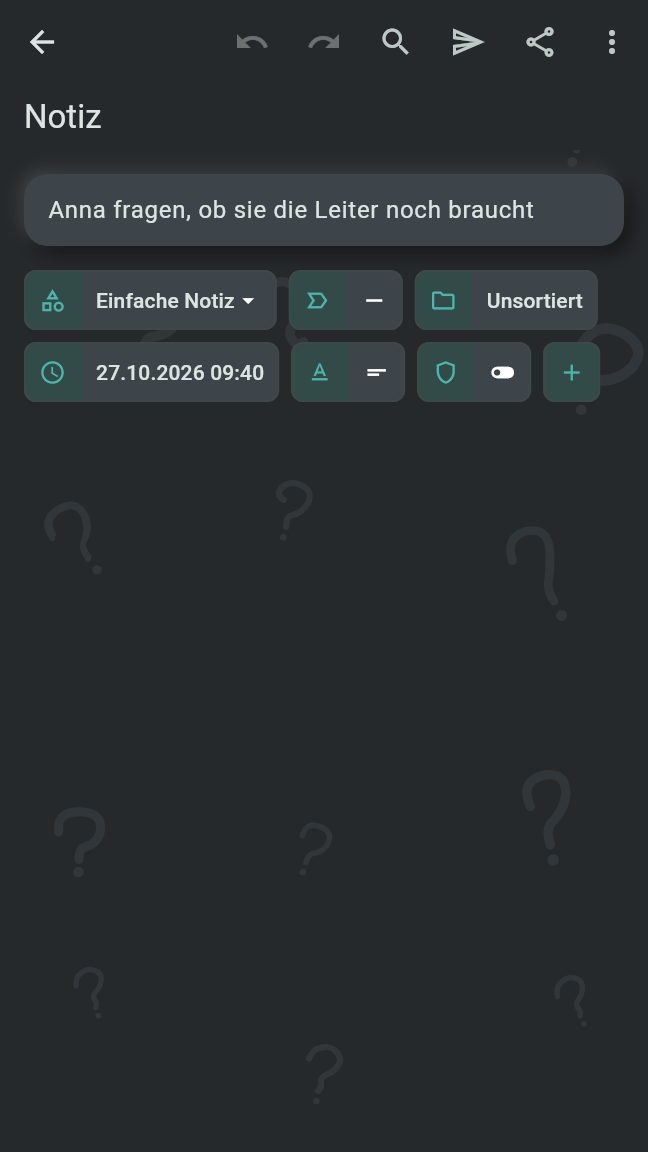 Notiz
Anna fragen, ob sie die Leiter noch braucht
Einfache Notiz
Unsortiert
27.10.2026 09:40